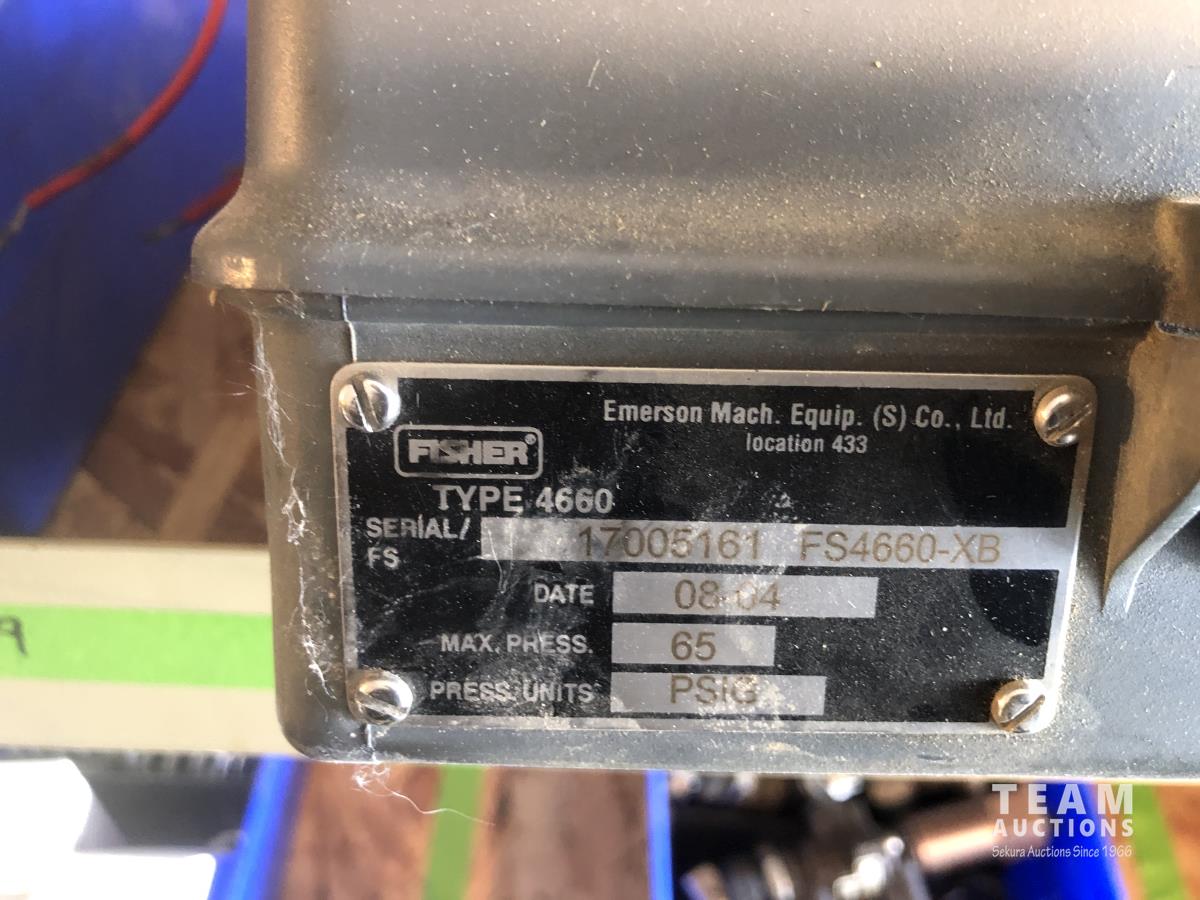 Emerson Mach. Equip. (S) Co., Ltd.
location 433
FISHER®
TYPE 4660
SERIAL/ FS 17005161 FS4660-XB
DATE 08-04
MAX. PRESS. 65
PRESS. UNITS PSIG
9
TEAM
AUCTIONS
Sekura Auctions Since 1966